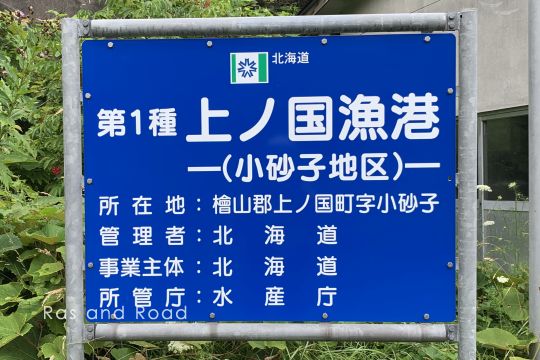 北海道
第1種 上ノ国漁港
―(小砂子地区)―
所在地：檜山郡上ノ国町字小砂子
管理者：北海道
事業主体：北海道
所管庁：水産庁
Ras and Road